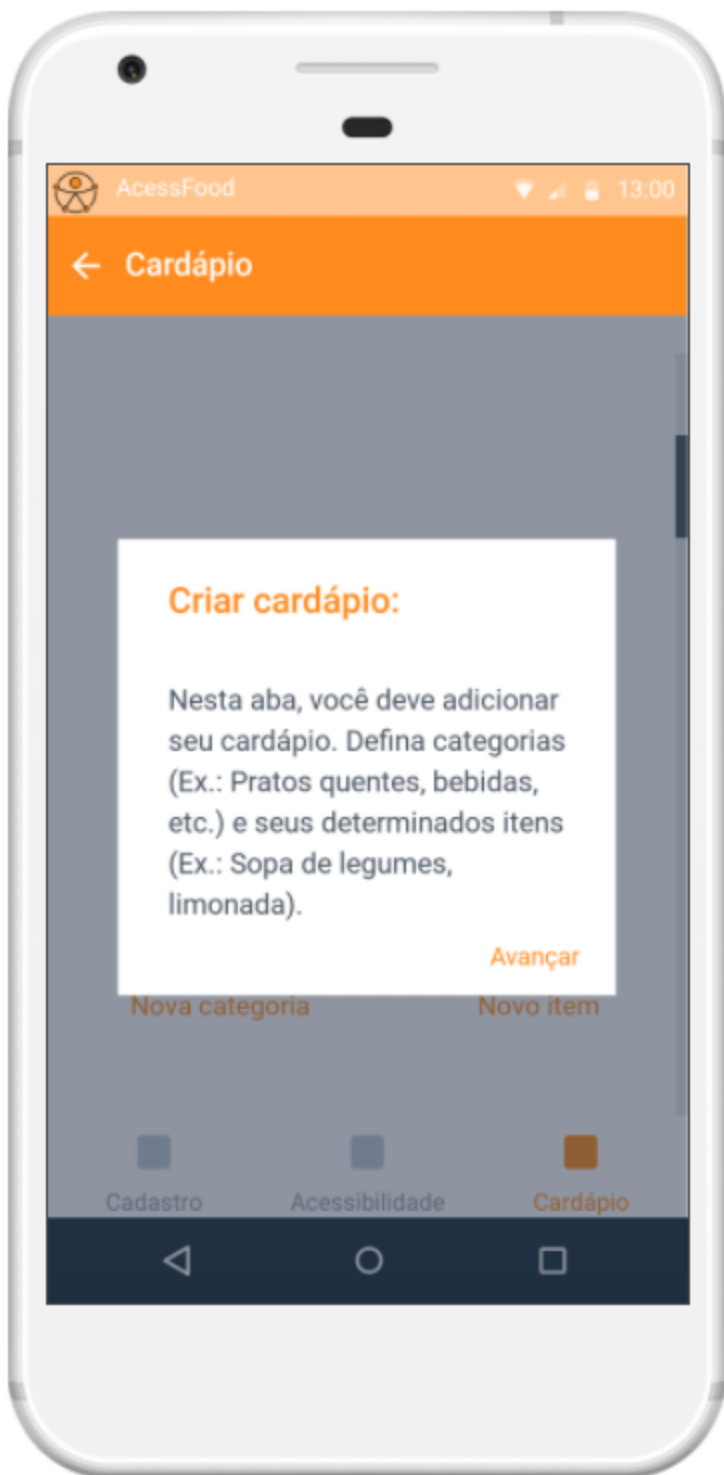 AcessFood 13:00
Cardápio
Criar cardápio:
Nesta aba, você deve adicionar
seu cardápio. Defina categorias
(Ex.: Pratos quentes, bebidas,
etc.) e seus determinados itens
(Ex.: Sopa de legumes,
limonada).
Avançar
Nova categoria Novo item
Cadastro Acessibilidade Cardápio